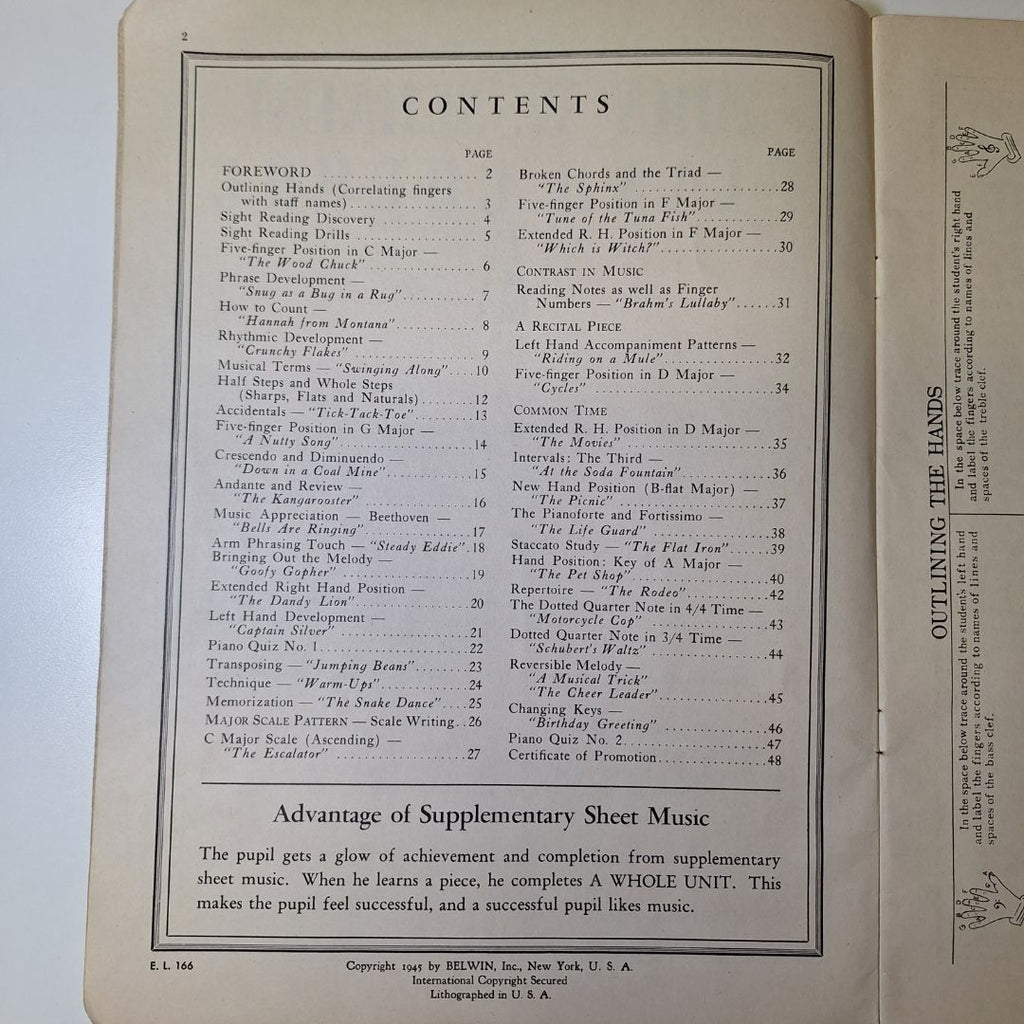 2
CONTENTS
PAGE
FOREWORD .................... 2
Outlining Hands (Correlating fingers
with staff names) ................ 3
Sight Reading Discovery .......... 4
Sight Reading Drills ............. 5
Five-finger Position in C Major —
"The Wood Chuck" .............. 6
Phrase Development —
"Snug as a Bug in a Rug" .......... 7
How to Count —
"Hannah from Montana" ........... 8
Rhythmic Development —
"Crunchy Flakes" ............... 9
Musical Terms — "Swinging Along" .... 10
Half Steps and Whole Steps
(Sharps, Flats and Naturals) ....... 12
Accidentals — "Tick-Tack-Toe" ....... 13
Five-finger Position in G Major —
"A Nutty Song" ................. 14
Crescendo and Diminuendo —
"Down in a Coal Mine" ............ 15
Andante and Review —
"The Kangarooster" .............. 16
Music Appreciation — Beethoven —
"Bells Are Ringing" .............. 17
Arm Phrasing Touch — "Steady Eddie" . 18
Bringing Out the Melody —
"Goofy Gopher" ................. 19
Extended Right Hand Position —
"The Dandy Lion" ............... 20
Left Hand Development —
"Captain Silver" ................. 21
Piano Quiz No. 1 ................. 22
Transposing — "Jumping Beans" ....... 23
Technique — "Warm-Ups" ........... 24
Memorization — "The Snake Dance" .... 25
MAJOR SCALE PATTERN — Scale Writing .. 26
C Major Scale (Ascending) —
"The Escalator" ................. 27
PAGE
Broken Chords and the Triad —
"The Sphinx" .................. 28
Five-finger Position in F Major —
"Tune of the Tuna Fish" ........... 29
Extended R. H. Position in F Major —
"Which is Witch?" ............... 30
CONTRAST IN MUSIC
Reading Notes as well as Finger
Numbers — "Brahm's Lullaby" ...... 31
A RECITAL PIECE
Left Hand Accompaniment Patterns —
"Riding on a Mule" .............. 32
Five-finger Position in D Major —
"Cycles" ...................... 34
COMMON TIME
Extended R. H. Position in D Major —
"The Movies" .................. 35
Intervals: The Third —
"At the Soda Fountain" ........... 36
New Hand Position (B-flat Major) —
"The Picnic" ................... 37
The Pianoforte and Fortissimo —
"The Life Guard" ............... 38
Staccato Study — "The Flat Iron" ...... 39
Hand Position: Key of A Major —
"The Pet Shop" ................. 40
Repertoire — "The Rodeo" .......... 42
The Dotted Quarter Note in 4/4 Time —
"Motorcycle Cop" ............... 43
Dotted Quarter Note in 3/4 Time —
"Schubert's Waltz" ............... 44
Reversible Melody —
"A Musical Trick"
"The Cheer Leader" .............. 45
Changing Keys —
"Birthday Greeting" .............. 46
Piano Quiz No. 2 ................. 47
Certificate of Promotion ............ 48
Advantage of Supplementary Sheet Music
The pupil gets a glow of achievement and completion from supplementary
sheet music. When he learns a piece, he completes A WHOLE UNIT. This
makes the pupil feel successful, and a successful pupil likes music.
E. L. 166
Copyright 1945 by BELWIN, Inc., New York, U. S. A.
International Copyright Secured
Lithographed in U. S. A.
OUTLINING THE HANDS
In the space below trace around the student's left hand
and label the fingers according to names of lines and
spaces of the bass clef.
In the space below trace around the student's right hand
and label the fingers according to names of lines and
spaces of the treble clef.